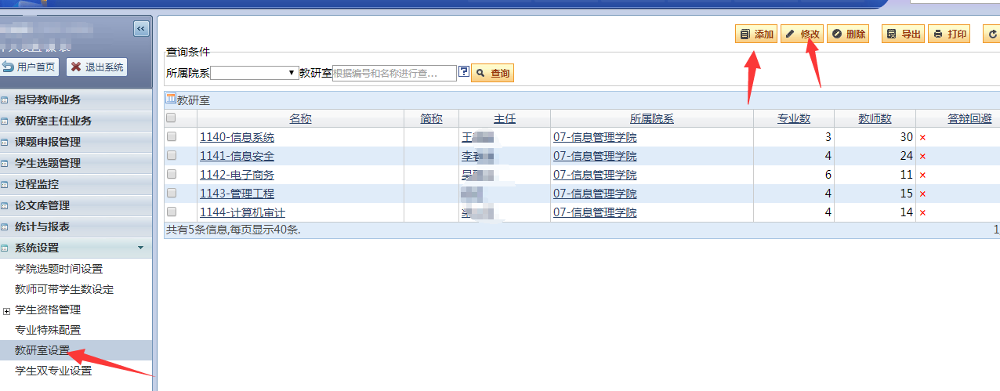 <<
用户首页 退出系统
指导教师业务
教研室主任业务
课题申报管理
学生选题管理
过程监控
论文库管理
统计与报表
系统设置
学院选题时间设置
教师可带学生数设定
学生资格管理
专业特殊配置
教研室设置
学生双专业设置
添加 修改 删除 导出 打印
查询条件
所属院系 教研室 根据编号和名称进行查... ? 查询
教研室
名称 简称 主任 所属院系 专业数 教师数 答辩回避
1140-信息系统 王 07-信息管理学院 3 30 ×
1141-信息安全 李 07-信息管理学院 4 24 ×
1142-电子商务 07-信息管理学院 6 11 ×
1143-管理工程 07-信息管理学院 4 15 ×
1144-计算机审计 07-信息管理学院 4 14 ×
共有5条信息,每页显示40条. 1